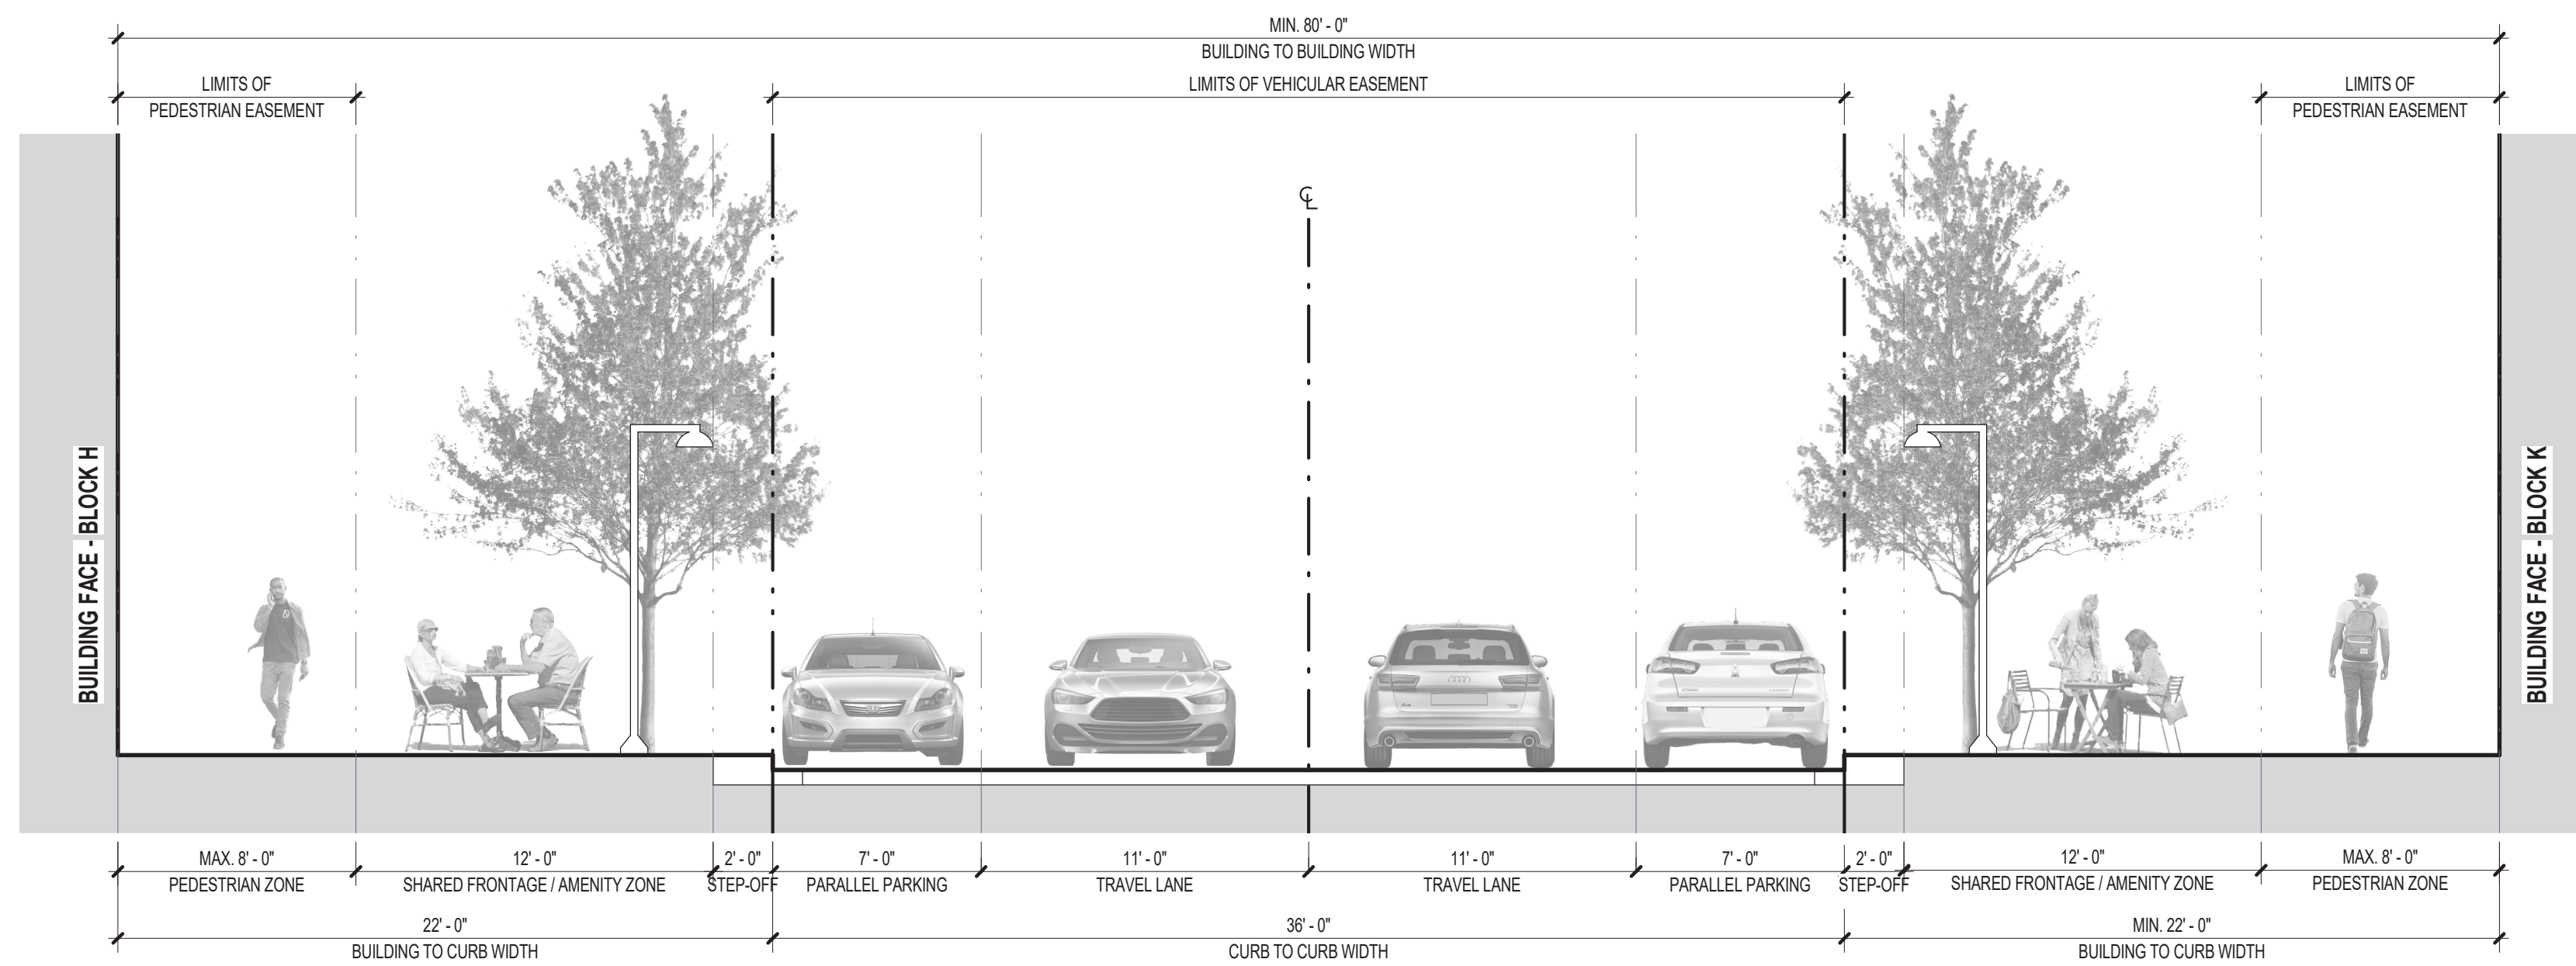 MIN. 80' - 0"
BUILDING TO BUILDING WIDTH
LIMITS OF
PEDESTRIAN EASEMENT
LIMITS OF VEHICULAR EASEMENT
LIMITS OF
PEDESTRIAN EASEMENT
CL
BUILDING FACE - BLOCK H
BUILDING FACE - BLOCK K
MAX. 8' - 0"
PEDESTRIAN ZONE
12' - 0"
SHARED FRONTAGE / AMENITY ZONE
2' - 0"
STEP-OFF
7' - 0"
PARALLEL PARKING
11' - 0"
TRAVEL LANE
11' - 0"
TRAVEL LANE
7' - 0"
PARALLEL PARKING
2' - 0"
STEP-OFF
12' - 0"
SHARED FRONTAGE / AMENITY ZONE
MAX. 8' - 0"
PEDESTRIAN ZONE
22' - 0"
BUILDING TO CURB WIDTH
36' - 0"
CURB TO CURB WIDTH
MIN. 22' - 0"
BUILDING TO CURB WIDTH